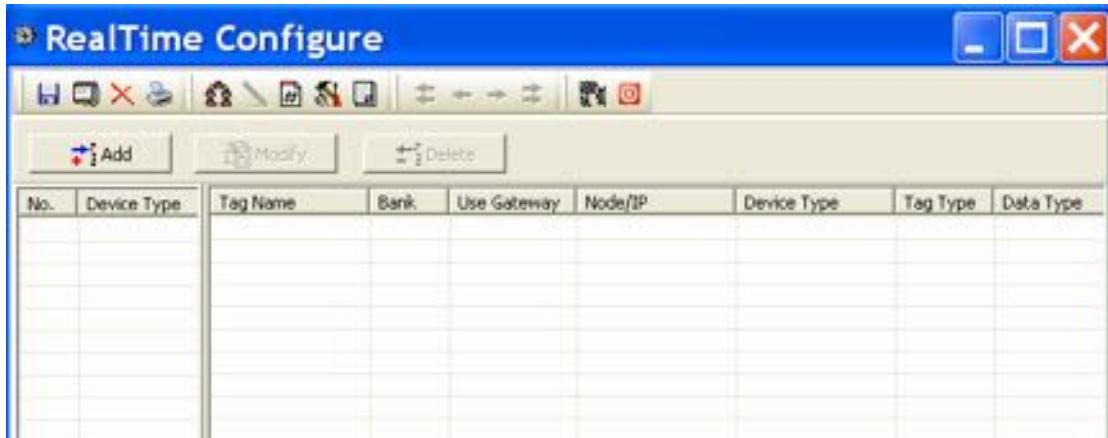 RealTime Configure
Add Modify Delete
No. Device Type Tag Name Bank Use Gateway Node/IP Device Type Tag Type Data Type